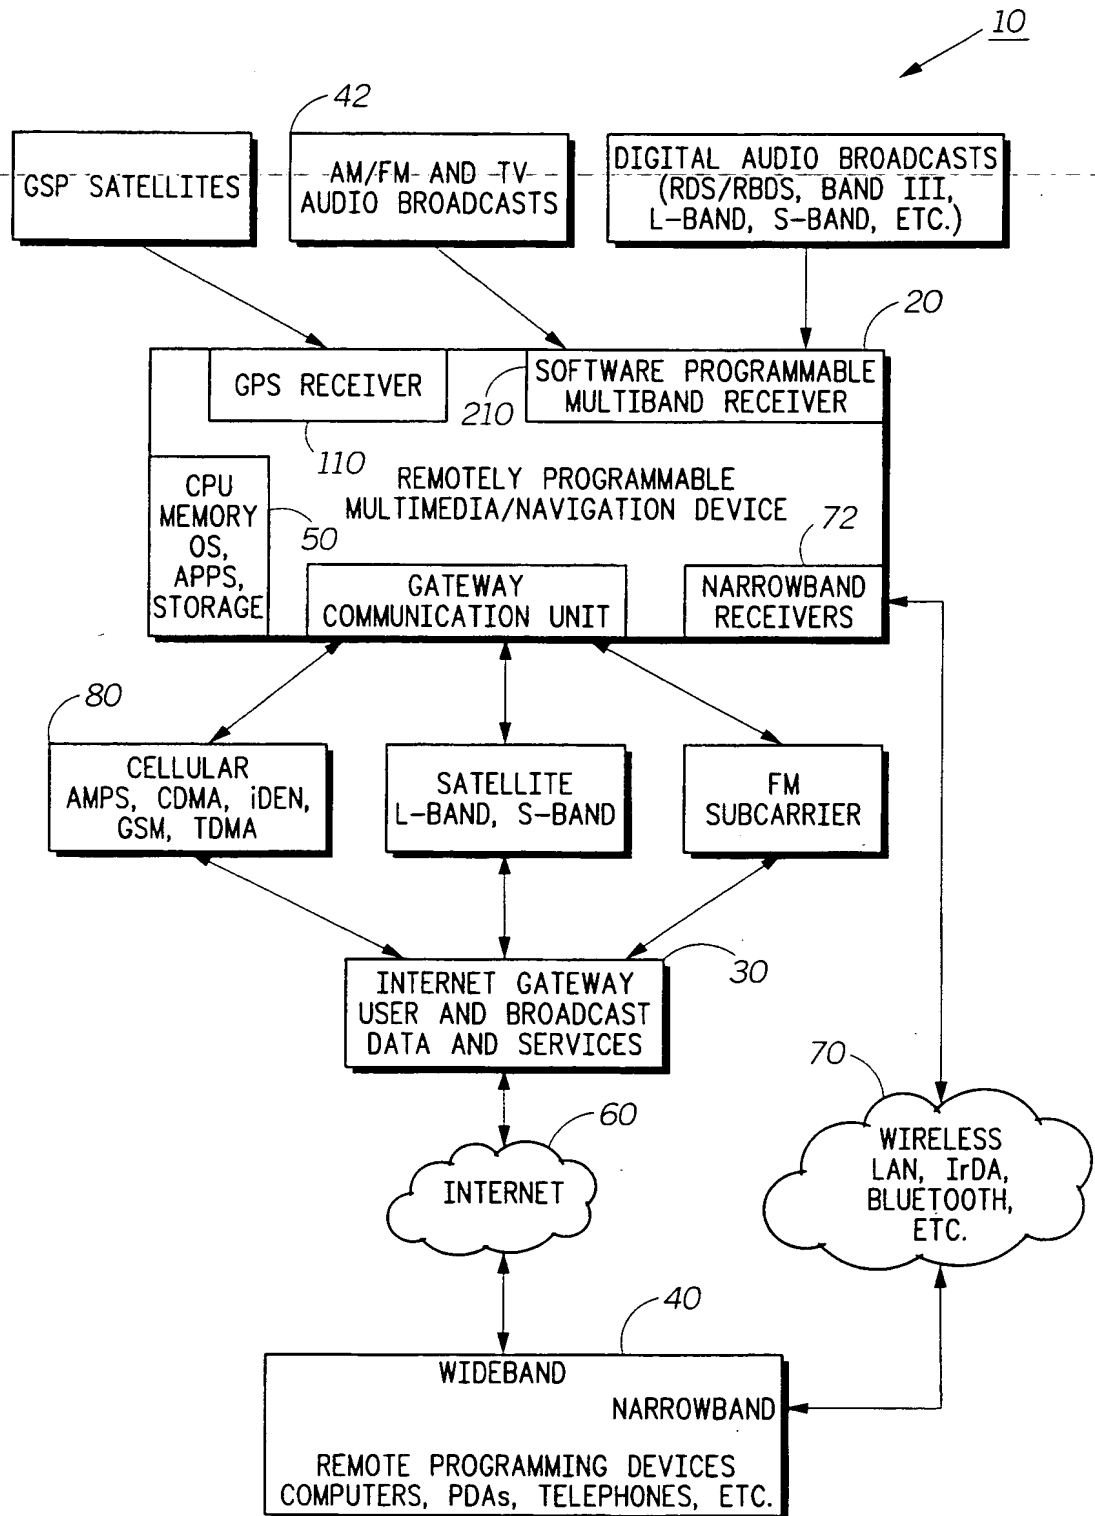 10
42
GSP SATELLITES
AM/FM AND TV
AUDIO BROADCASTS
DIGITAL AUDIO BROADCASTS
(RDS/RBDS, BAND III,
L-BAND, S-BAND, ETC.)
20
GPS RECEIVER
SOFTWARE PROGRAMMABLE
MULTIBAND RECEIVER
210
110
REMOTELY PROGRAMMABLE
MULTIMEDIA/NAVIGATION DEVICE
CPU
MEMORY
OS,
APPS,
STORAGE
50
72
GATEWAY
COMMUNICATION UNIT
NARROWBAND
RECEIVERS
80
CELLULAR
AMPS, CDMA, iDEN,
GSM, TDMA
SATELLITE
L-BAND, S-BAND
FM
SUBCARRIER
30
INTERNET GATEWAY
USER AND BROADCAST
DATA AND SERVICES
70
60
INTERNET
WIRELESS
LAN, IrDA,
BLUETOOTH,
ETC.
40
WIDEBAND
NARROWBAND
REMOTE PROGRAMMING DEVICES
COMPUTERS, PDAs, TELEPHONES, ETC.